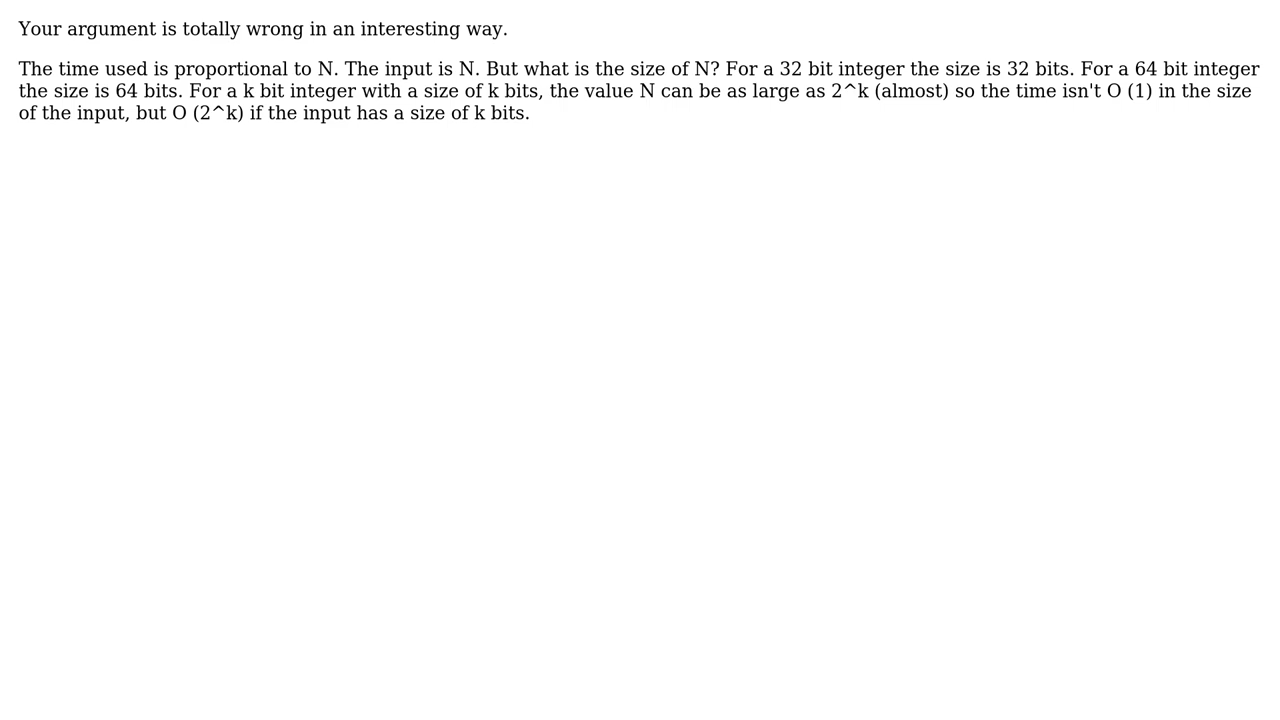 Your argument is totally wrong in an interesting way.
The time used is proportional to N. The input is N. But what is the size of N? For a 32 bit integer the size is 32 bits. For a 64 bit integer
the size is 64 bits. For a k bit integer with a size of k bits, the value N can be as large as 2^k (almost) so the time isn't O (1) in the size
of the input, but O (2^k) if the input has a size of k bits.